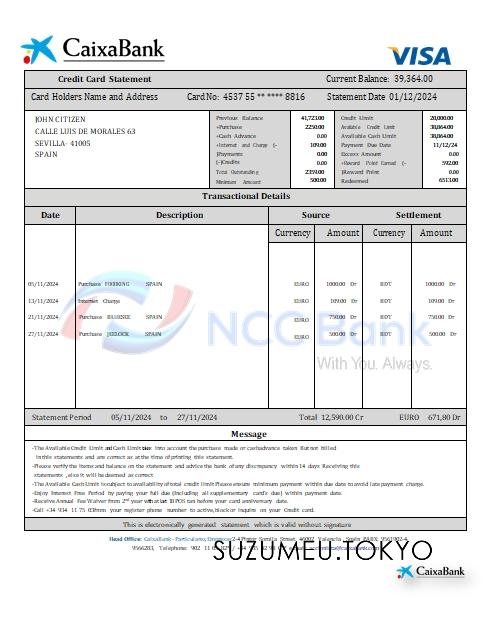 CaixaBank
VISA
Credit Card Statement Current Balance: 39,364.00
Card Holders Name and Address Card No: 4537 55 ** **** 8816 Statement Date 01/12/2024
JOHN CITIZEN
CALLE LUIS DE MORALES 63
SEVILLA- 41005
SPAIN
Previous Balance 41,723.00
+Purchase 2250.00
+Cash Advance 0.00
+Interest and Charge (- 109.00
)Payments 0.00
(-)Credits 0.00
Total Outstanding 2359.00
Minimum Amount 500.00
Credit Limit 20,000.00
Available Credit Limit 38,864.00
Available Cash Limit 38,864.00
Payment Due Date 11/12/24
Excess Amount 0.00
+Reward Point Earned (- 592.00
)Reward Point 0.00
Redeemed 6513.00
Transactional Details
Date Description Source Settlement
Currency Amount Currency Amount
05/11/2024 Purchase FOODKING SPAIN EURO 1000.00 Dr BDT 1000.00 Dr
13/11/2024 Interest Charge EURO 109.00 Dr BDT 109.00 Dr
21/11/2024 Purchase SPAIN EURO 750.00 Dr BDT 750.00 Dr
27/11/2024 Purchase SPAIN EURO 500.00 Dr BDT 500.00 Dr
NCC Bank
With You. Always.
Statement Period 05/11/2024 to 27/11/2024 Total 12,590.00 Cr EURO 671,80 Dr
Message
-The Available Credit Limit and Cash Limit takes into account the purchase made or cash advance taken But not billed
in this statements and are correct as at the time of printing this statement.
-Please verify the items and balance on the statement and advice the bank of any discrepancy within 14 days Receiving this
statements , else it will be deemed as correct
-The Available Cash Limit is subject to availability of total credit limit Please ensure minimum payment within due date to avoid late payment charge.
-Enjoy Interest Free Period by paying your full due (Including all supplementary card's due) within payment date.
-Receive Annual Fee Waiver from 2nd year with at last 18 POS tan before your card anniversary date.
-Call +34 934 11 75 03 from your register phone number to active, block or inquire on your Credit card.
This is electronically generated statement which is valid without signature
Head Office: CaixaBank - Particulares; Empresas 2-4 Pintor Sorolla Street, 46002 Valencia, Spain
9566283, Telephone: 902 11 05
SUZUMEU.TOKYO
CaixaBank